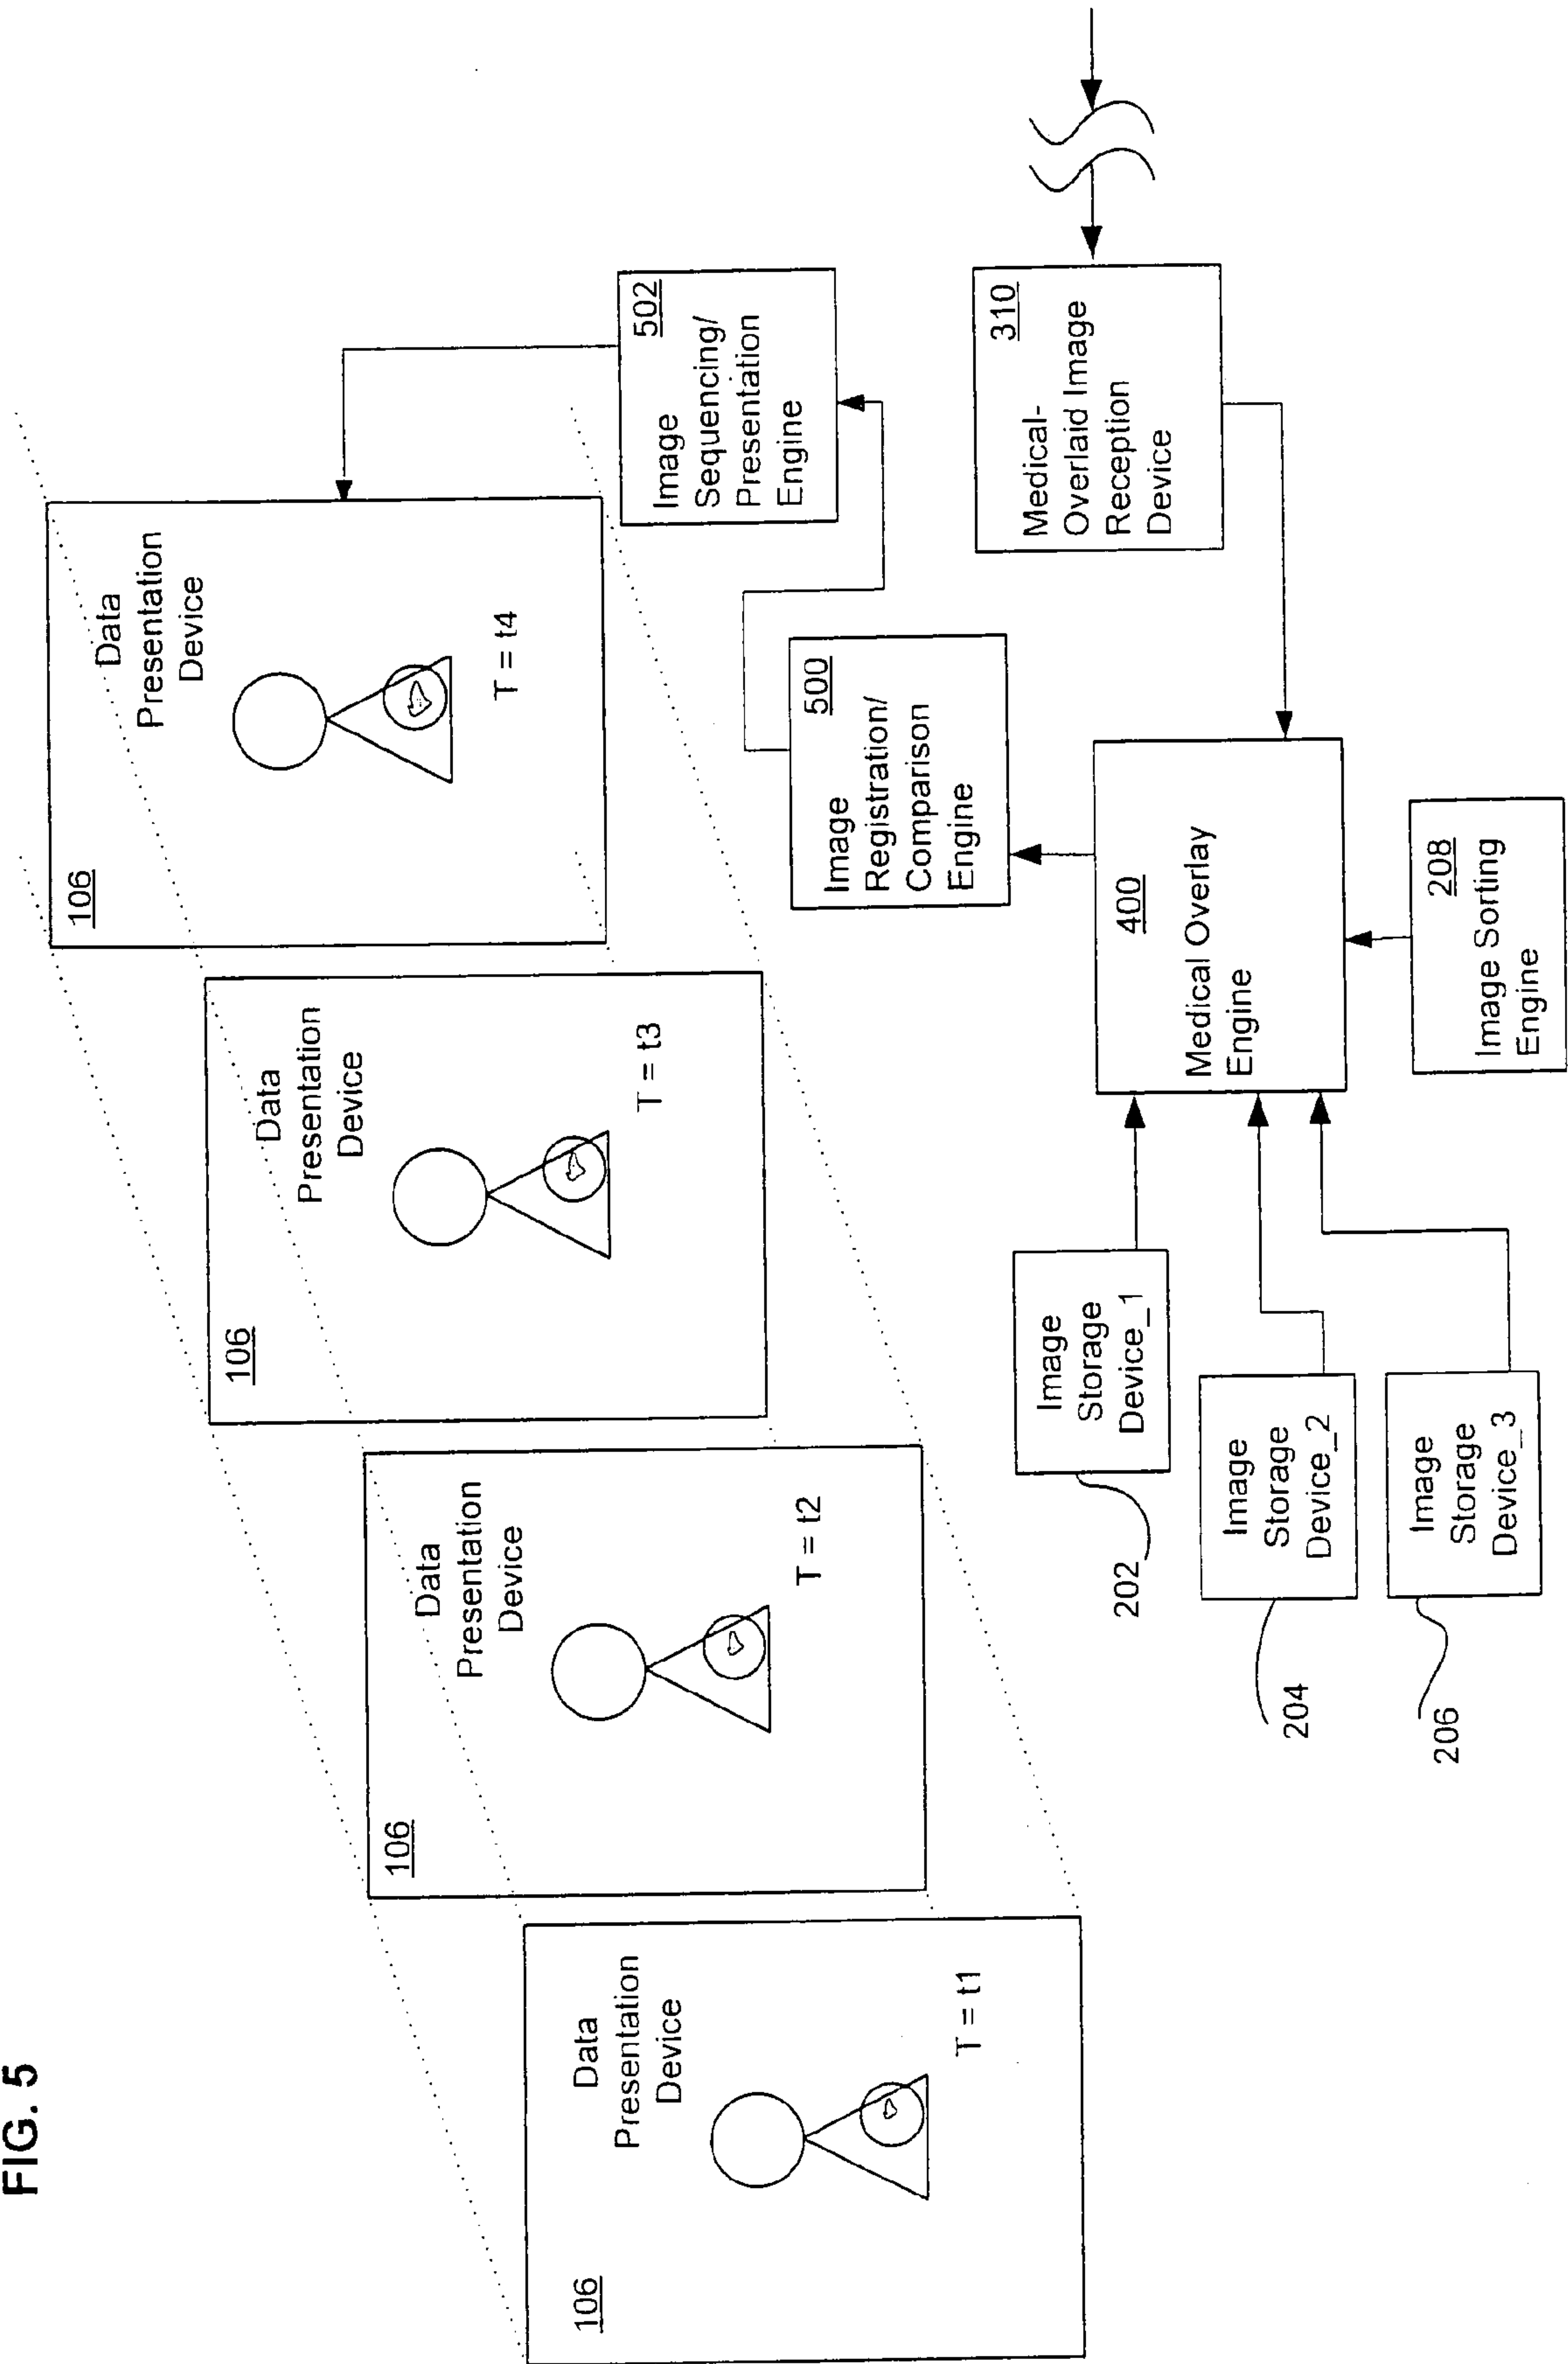 FIG. 5
106
Data
Presentation
Device
T = t1
106
Data
Presentation
Device
T = t2
106
Data
Presentation
Device
T = t3
106
Data
Presentation
Device
T = t4
502
Image
Sequencing/
Presentation
Engine
500
Image
Registration/
Comparison
Engine
310
Medical-
Overlaid Image
Reception
Device
400
Medical Overlay
Engine
208
Image Sorting
Engine
Image
Storage
Device_1
202
Image
Storage
Device_2
204
Image
Storage
Device_3
206